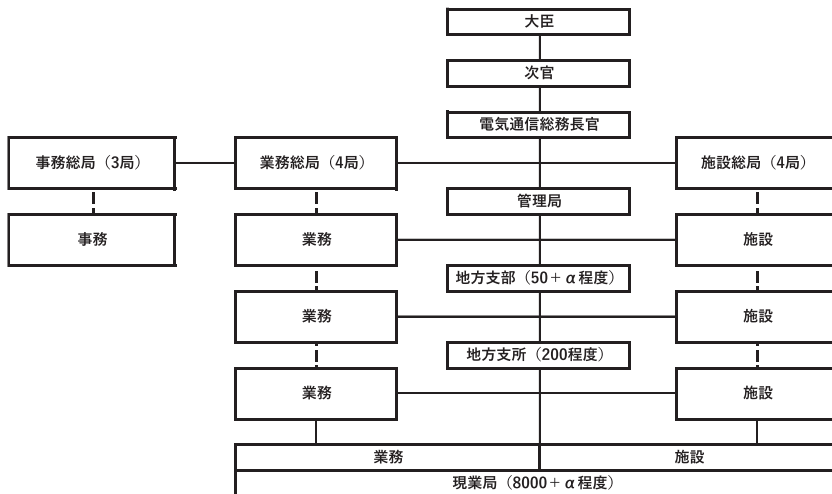 大臣
次官
電気通信総務長官
事務総局（3局）
業務総局（4局）
施設総局（4局）
管理局
事務
業務
施設
地方支部（50＋α程度）
業務
施設
地方支所（200程度）
業務
施設
業務
施設
現業局（8000＋α程度）